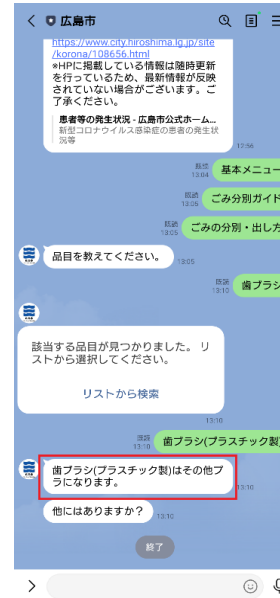 広島市
https://www.city.hiroshima.lg.jp/site
/korona/108656.html
※HPに掲載している情報は随時更新
を行っているため、最新情報が反映
されていない場合がございます。ご
了承ください。
患者等の発生状況 - 広島市公式ホーム...
新型コロナウイルス感染症の患者の発生状
況等
12:56
既読
13:04
基本メニュー
既読
13:05
ごみ分別ガイド
既読
13:05
ごみの分別・出し方
品目を教えてください。
13:05
既読
13:10
歯ブラシ
該当する品目が見つかりました。リ
ストから選択してください。
リストから検索
13:10
既読
13:10
歯ブラシ(プラスチック製)
歯ブラシ(プラスチック製)はその他プ
ラになります。
13:10
他にはありますか？
13:10
終了